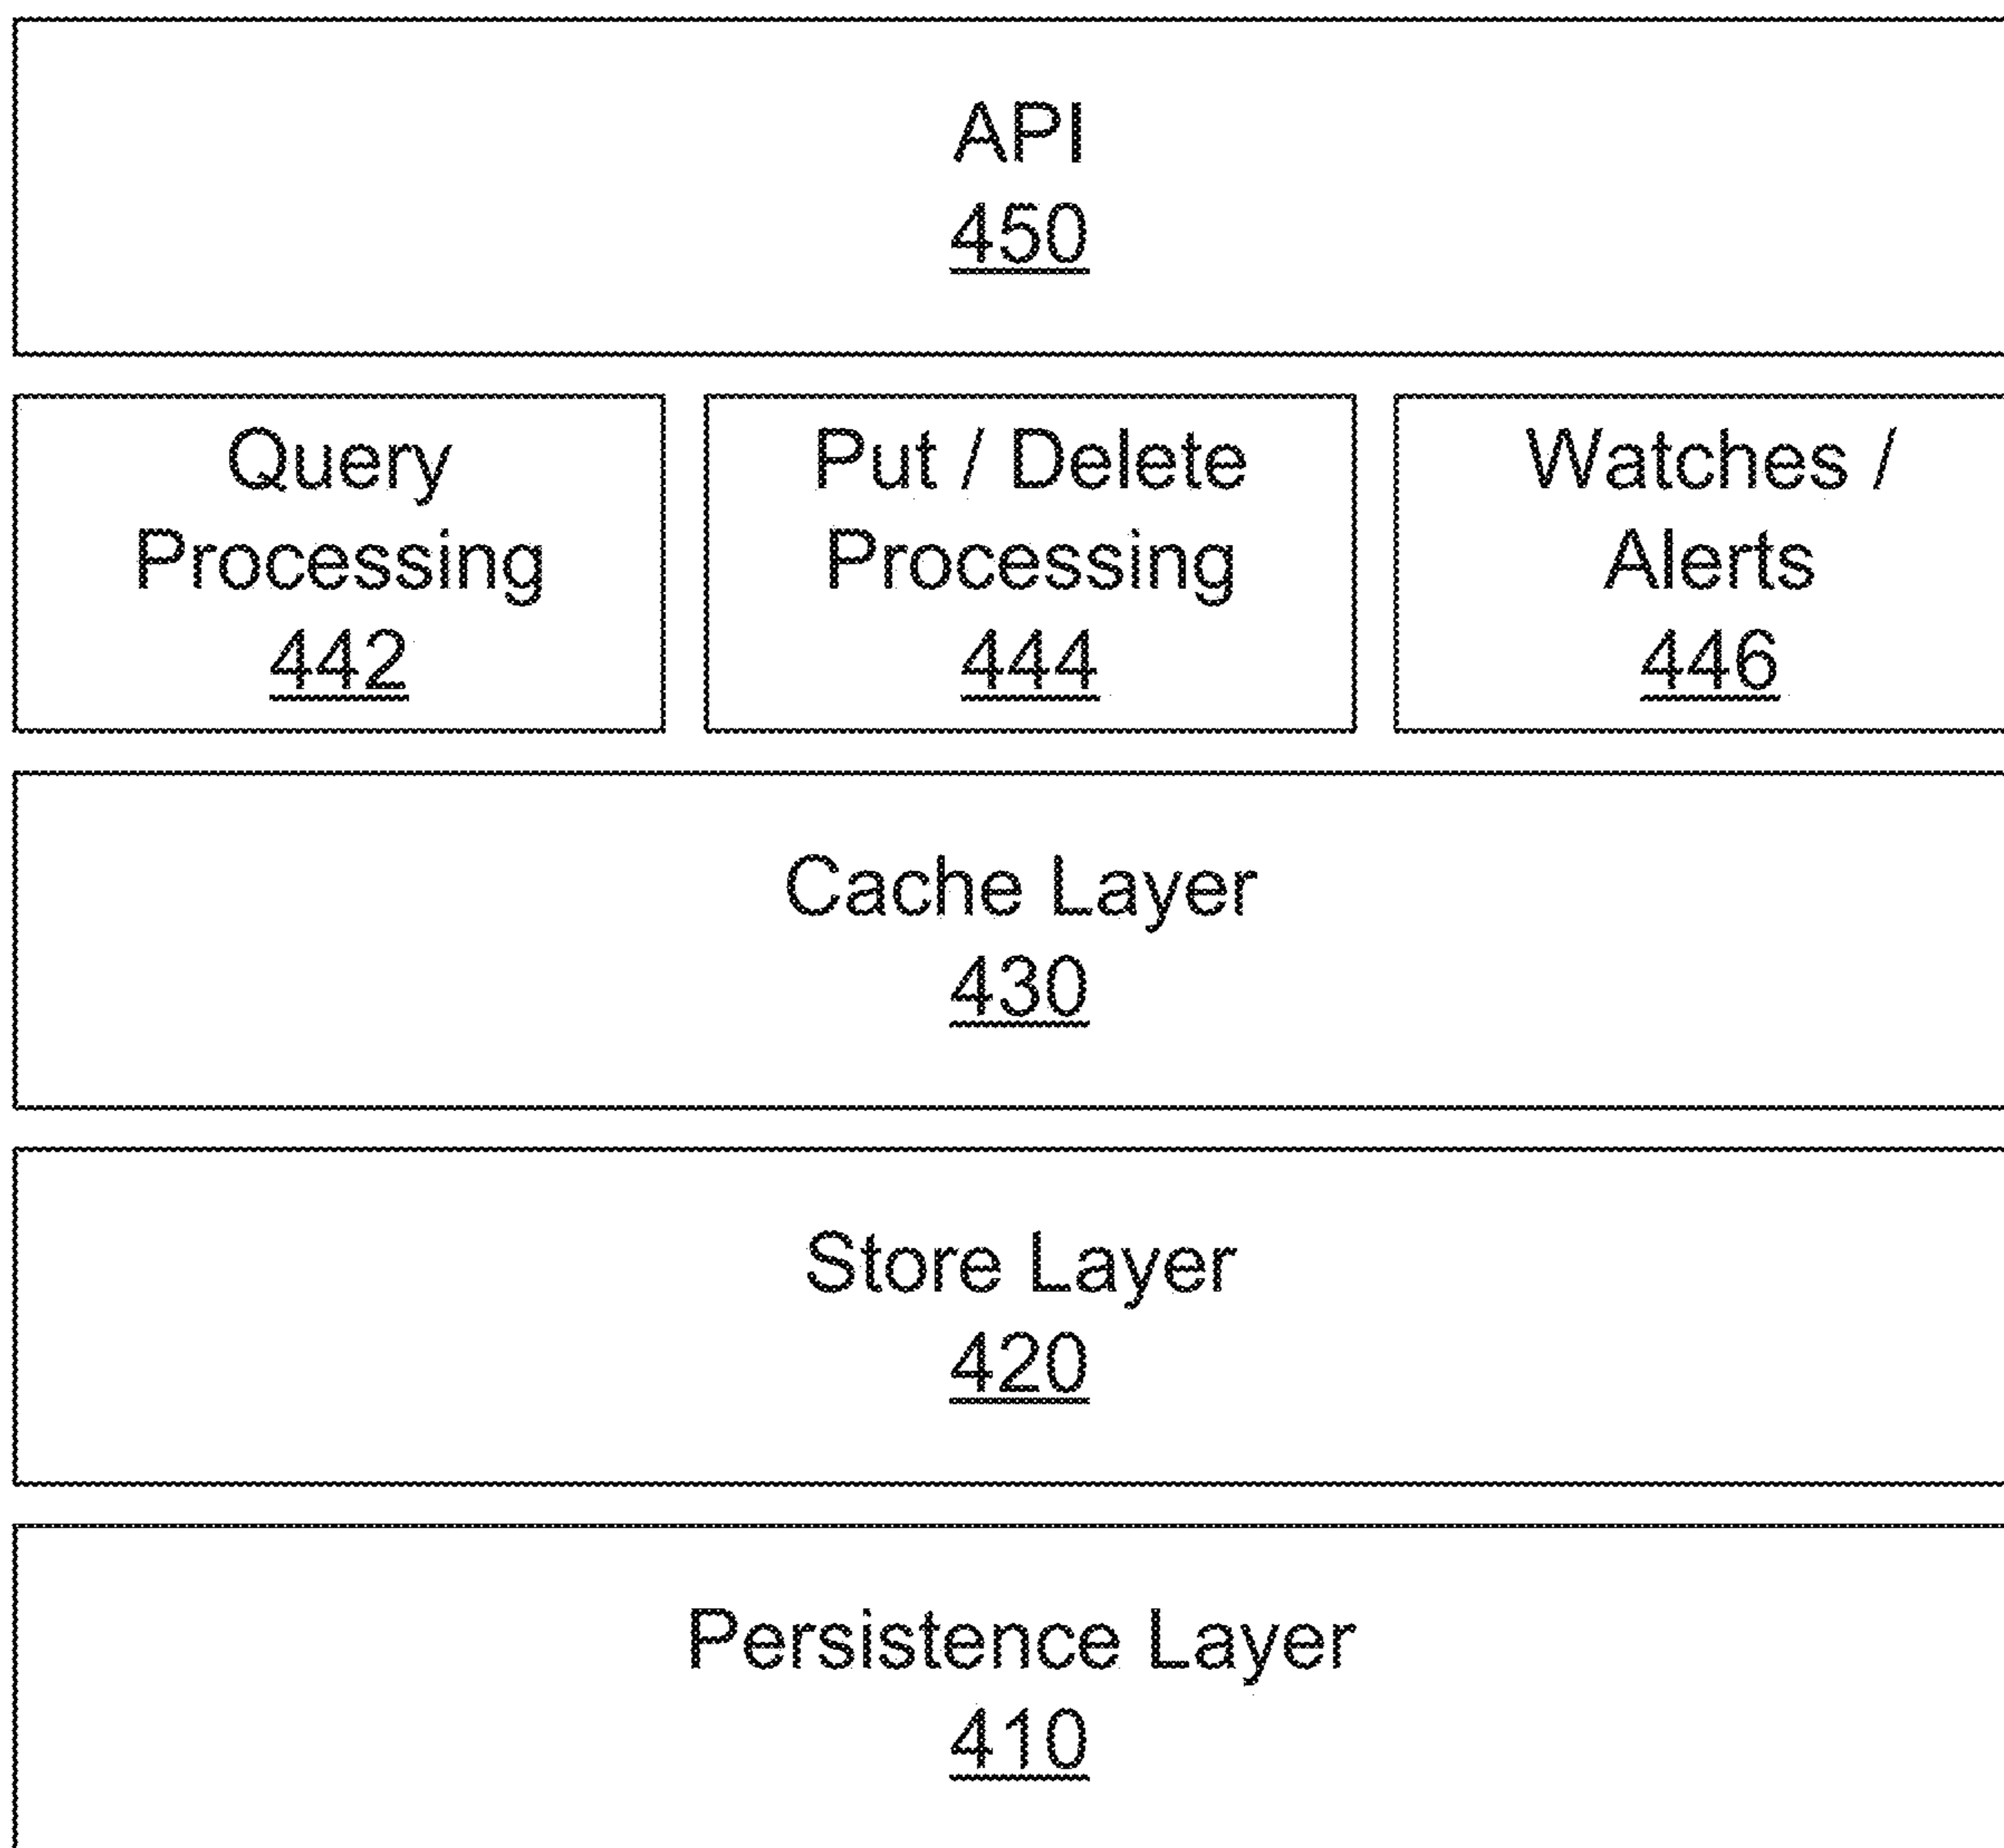 API
450
Query
Processing
442
Put / Delete
Processing
444
Watches /
Alerts
446
Cache Layer
430
Store Layer
420
Persistence Layer
410